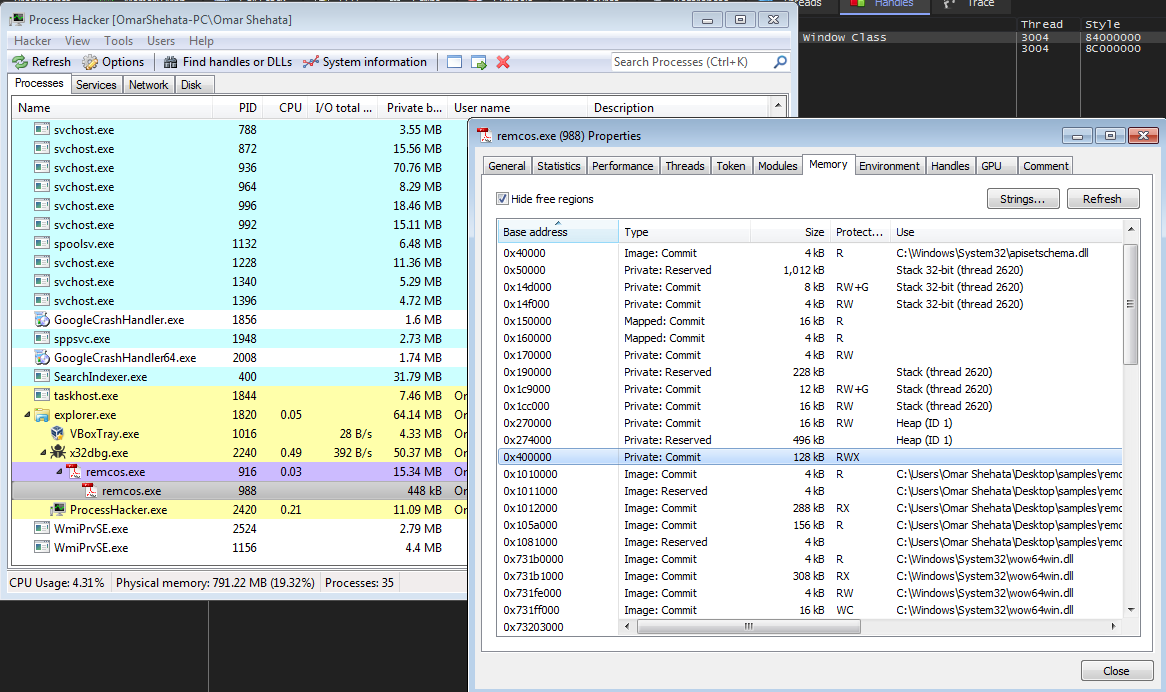 Process Hacker [OmarShehata-PC\Omar Shehata]
Hacker View Tools Users Help
Refresh Options Find handles or DLLs System information Search Processes (Ctrl+K)
Processes Services Network Disk
Name PID CPU I/O total ... Private b... User name Description
svchost.exe 788 3.55 MB
svchost.exe 872 15.56 MB
svchost.exe 936 70.76 MB
svchost.exe 964 8.29 MB
svchost.exe 996 18.46 MB
svchost.exe 992 15.11 MB
spoolsv.exe 1132 6.48 MB
svchost.exe 1228 11.36 MB
svchost.exe 1340 5.29 MB
svchost.exe 1396 4.72 MB
GoogleCrashHandler.exe 1856 1.6 MB
sppsvc.exe 1948 2.73 MB
GoogleCrashHandler64.exe 2008 1.74 MB
SearchIndexer.exe 400 31.79 MB
taskhost.exe 1844 7.46 MB Or
explorer.exe 1820 0.05 64.14 MB Or
VBoxTray.exe 1016 28 B/s 4.33 MB Or
x32dbg.exe 2240 0.49 392 B/s 50.37 MB Or
remcos.exe 916 0.03 15.34 MB Or
remcos.exe 988 448 kB Or
ProcessHacker.exe 2420 0.21 11.09 MB Or
WmiPrvSE.exe 2524 2.79 MB
WmiPrvSE.exe 1156 4.4 MB
CPU Usage: 4.31% Physical memory: 791.22 MB (19.32%) Processes: 35
Handles Trace
Thread Style
Window Class 3004 84000000
3004 8C000000
remcos.exe (988) Properties
General Statistics Performance Threads Token Modules Memory Environment Handles GPU Comment
Hide free regions Strings... Refresh
Base address Type Size Protect... Use
0x40000 Image: Commit 4 kB R C:\Windows\System32\apisetschema.dll
0x50000 Private: Reserved 1,012 kB Stack 32-bit (thread 2620)
0x14d000 Private: Commit 8 kB RW+G Stack 32-bit (thread 2620)
0x14f000 Private: Commit 4 kB RW Stack 32-bit (thread 2620)
0x150000 Mapped: Commit 16 kB R
0x160000 Mapped: Commit 4 kB R
0x170000 Private: Commit 4 kB RW
0x190000 Private: Reserved 228 kB Stack (thread 2620)
0x1c9000 Private: Commit 12 kB RW+G Stack (thread 2620)
0x1cc000 Private: Commit 16 kB RW Stack (thread 2620)
0x270000 Private: Commit 16 kB RW Heap (ID 1)
0x274000 Private: Reserved 496 kB Heap (ID 1)
0x400000 Private: Commit 128 kB RWX
0x1010000 Image: Commit 4 kB R C:\Users\Omar Shehata\Desktop\samples\remc
0x1011000 Image: Reserved 4 kB C:\Users\Omar Shehata\Desktop\samples\remc
0x1012000 Image: Commit 288 kB RX C:\Users\Omar Shehata\Desktop\samples\remc
0x105a000 Image: Commit 156 kB R C:\Users\Omar Shehata\Desktop\samples\remc
0x1081000 Image: Reserved 4 kB C:\Users\Omar Shehata\Desktop\samples\remc
0x731b0000 Image: Commit 4 kB R C:\Windows\System32\wow64win.dll
0x731b1000 Image: Commit 308 kB RX C:\Windows\System32\wow64win.dll
0x731fe000 Image: Commit 4 kB RW C:\Windows\System32\wow64win.dll
0x731ff000 Image: Commit 16 kB WC C:\Windows\System32\wow64win.dll
0x73203000
Close